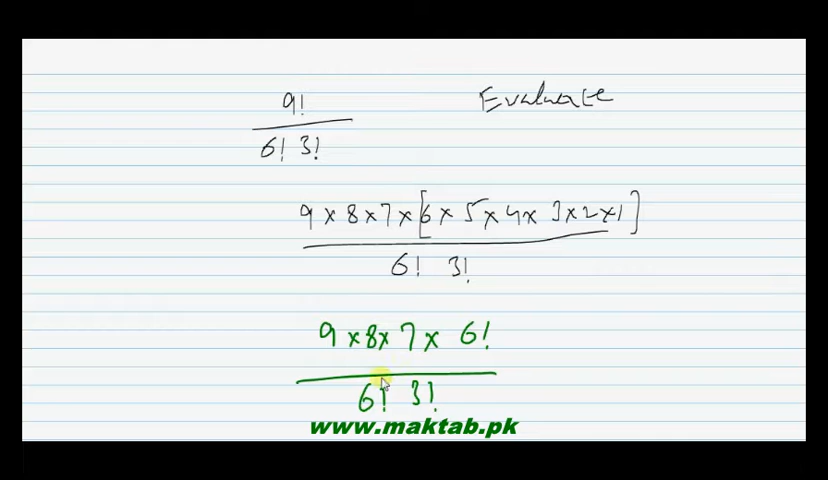 9! Evaluate
6! 3!
9 × 8 × 7 × [6 × 5 × 4 × 3 × 2 × 1]
6! 3!
9 × 8 × 7 × 6!
6! 3!
www.maktab.pk